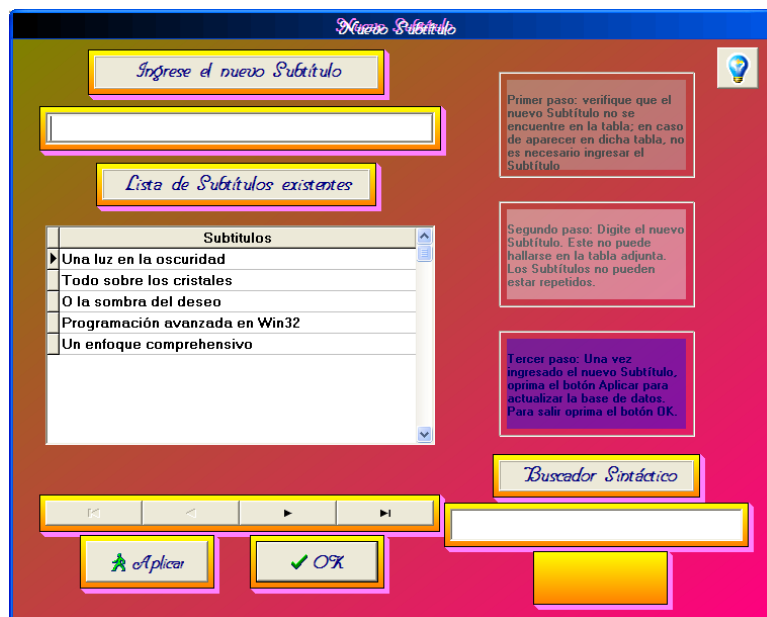 Nuevo Subtítulo
Ingrese el nuevo Subtítulo
Lista de Subtítulos existentes
Subtitulos
Una luz en la oscuridad
Todo sobre los cristales
O la sombra del deseo
Programación avanzada en Win32
Un enfoque comprehensivo
Aplicar
OK
Primer paso: verifique que el
nuevo Subtítulo no se
encuentre en la tabla; en caso
de aparecer en dicha tabla, no
es necesario ingresar el
Subtítulo
Segundo paso: Digite el nuevo
Subtítulo. Este no puede
hallarse en la tabla adjunta.
Los Subtítulos no pueden
estar repetidos.
Tercer paso: Una vez
ingresado el nuevo Subtítulo,
oprima el botón Aplicar para
actualizar la base de datos.
Para salir oprima el botón OK.
Buscador Sintáctico